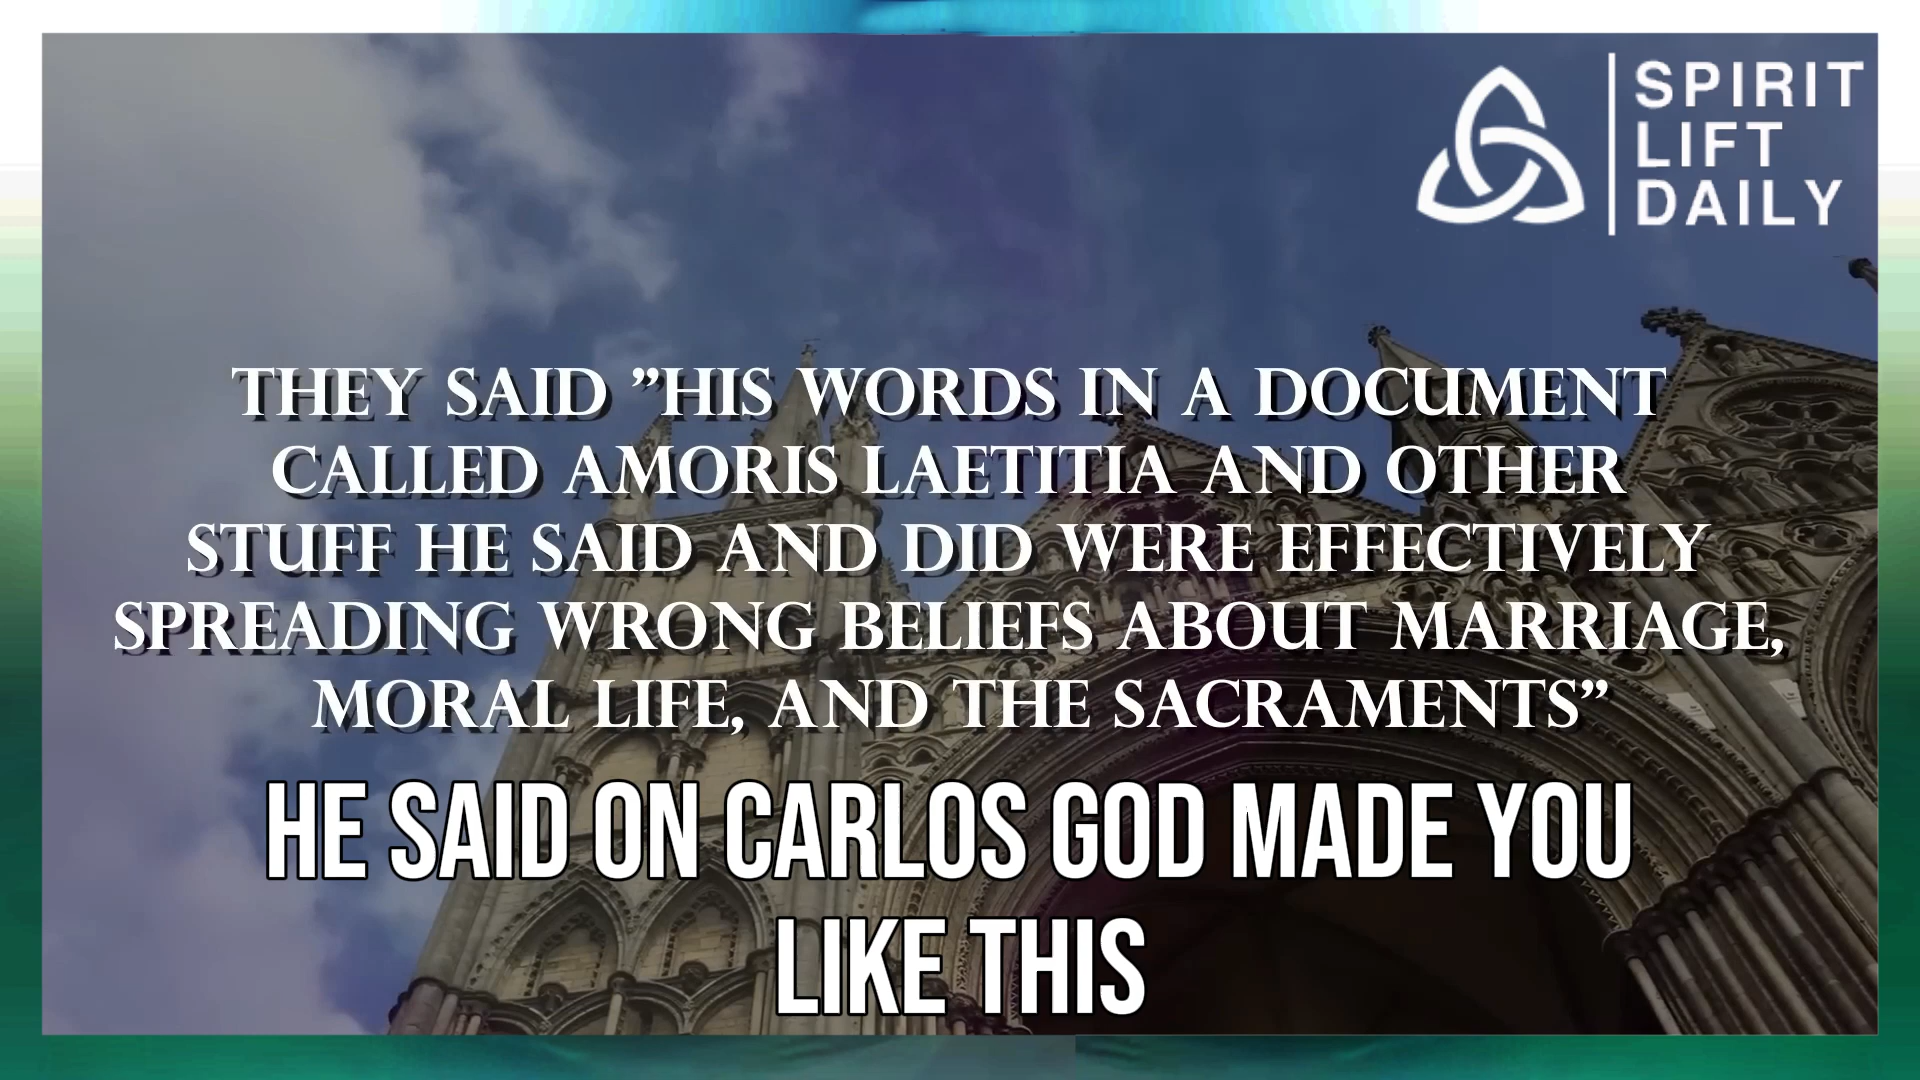 SPIRIT
LIFT
DAILY
THEY SAID ”HIS WORDS IN A DOCUMENT
CALLED AMORIS LAETITIA AND OTHER
STUFF HE SAID AND DID WERE EFFECTIVELY
SPREADING WRONG BELIEFS ABOUT MARRIAGE,
MORAL LIFE, AND THE SACRAMENTS”
HE SAID ON CARLOS GOD MADE YOU
LIKE THIS